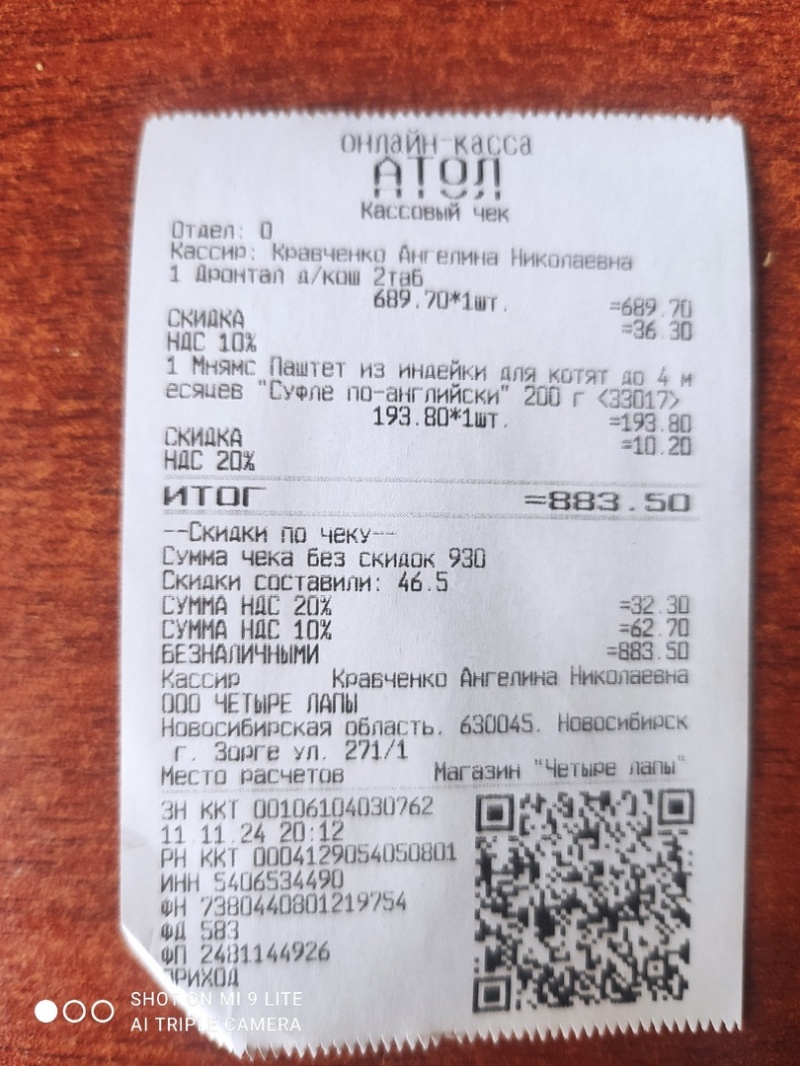 ОНЛАЙН-КАССА
АТОЛ
Кассовый чек
Отдел: 0
Кассир: Кравченко Ангелина Николаевна
1 Дронтал д/кош 2таб
689.70*1шт. =689.70
СКИДКА =36.30
НДС 10%
1 Мнямс Паштет из индейки для котят до 4 м
есяцев "Суфле по-английски" 200 г <33017>
193.80*1шт. =193.80
СКИДКА =10.20
НДС 20%
ИТОГ =883.50
--Скидки по чеку--
Сумма чека без скидок 930
Скидки составили: 46.5
СУММА НДС 20% =32.30
СУММА НДС 10% =62.70
БЕЗНАЛИЧНЫМИ =883.50
Кассир Кравченко Ангелина Николаевна
ООО ЧЕТЫРЕ ЛАПЫ
Новосибирская область, 630045, Новосибирск
г. Зорге ул. 271/1
Место расчетов Магазин "Четыре лапы"
ЗН ККТ 00106104030762
11.11.24 20:12
РН ККТ 0004129054050801
ИНН 5406534490
ФН 7380440801219754
ФД 583
ФП 2481144926
ПРИХОД
SHOT ON MI 9 LITE
AI TRIPLE CAMERA